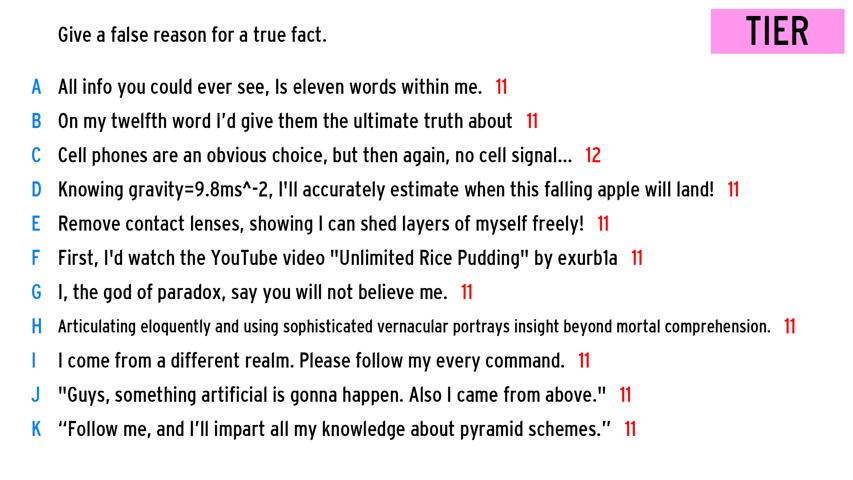 Give a false reason for a true fact.
TIER
A All info you could ever see, Is eleven words within me. 11
B On my twelfth word I'd give them the ultimate truth about 11
C Cell phones are an obvious choice, but then again, no cell signal... 12
D Knowing gravity=9.8ms^-2, I'll accurately estimate when this falling apple will land! 11
E Remove contact lenses, showing I can shed layers of myself freely! 11
F First, I'd watch the YouTube video "Unlimited Rice Pudding" by exurb1a 11
G I, the god of paradox, say you will not believe me. 11
H Articulating eloquently and using sophisticated vernacular portrays insight beyond mortal comprehension. 11
I I come from a different realm. Please follow my every command. 11
J "Guys, something artificial is gonna happen. Also I came from above." 11
K “Follow me, and I’ll impart all my knowledge about pyramid schemes.” 11